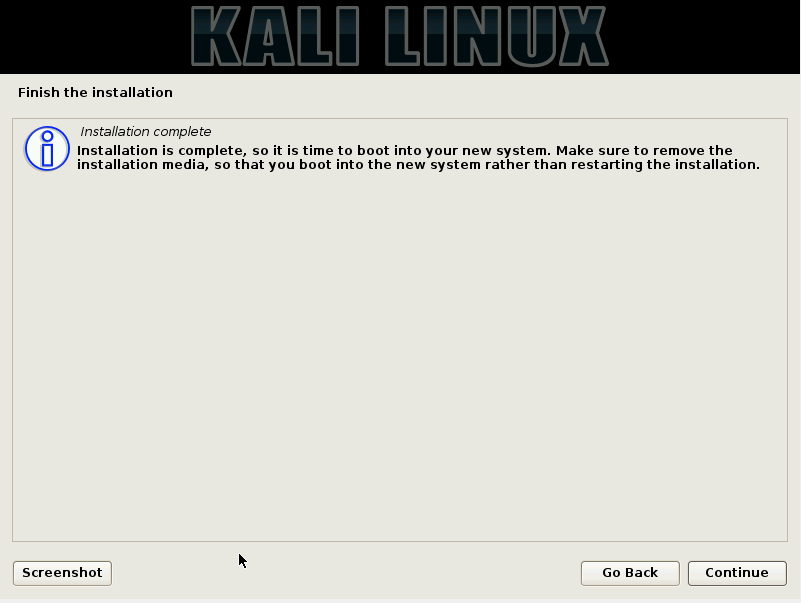 KALI LINUX
Finish the installation
Installation complete
Installation is complete, so it is time to boot into your new system. Make sure to remove the
installation media, so that you boot into the new system rather than restarting the installation.
Screenshot
Go Back
Continue